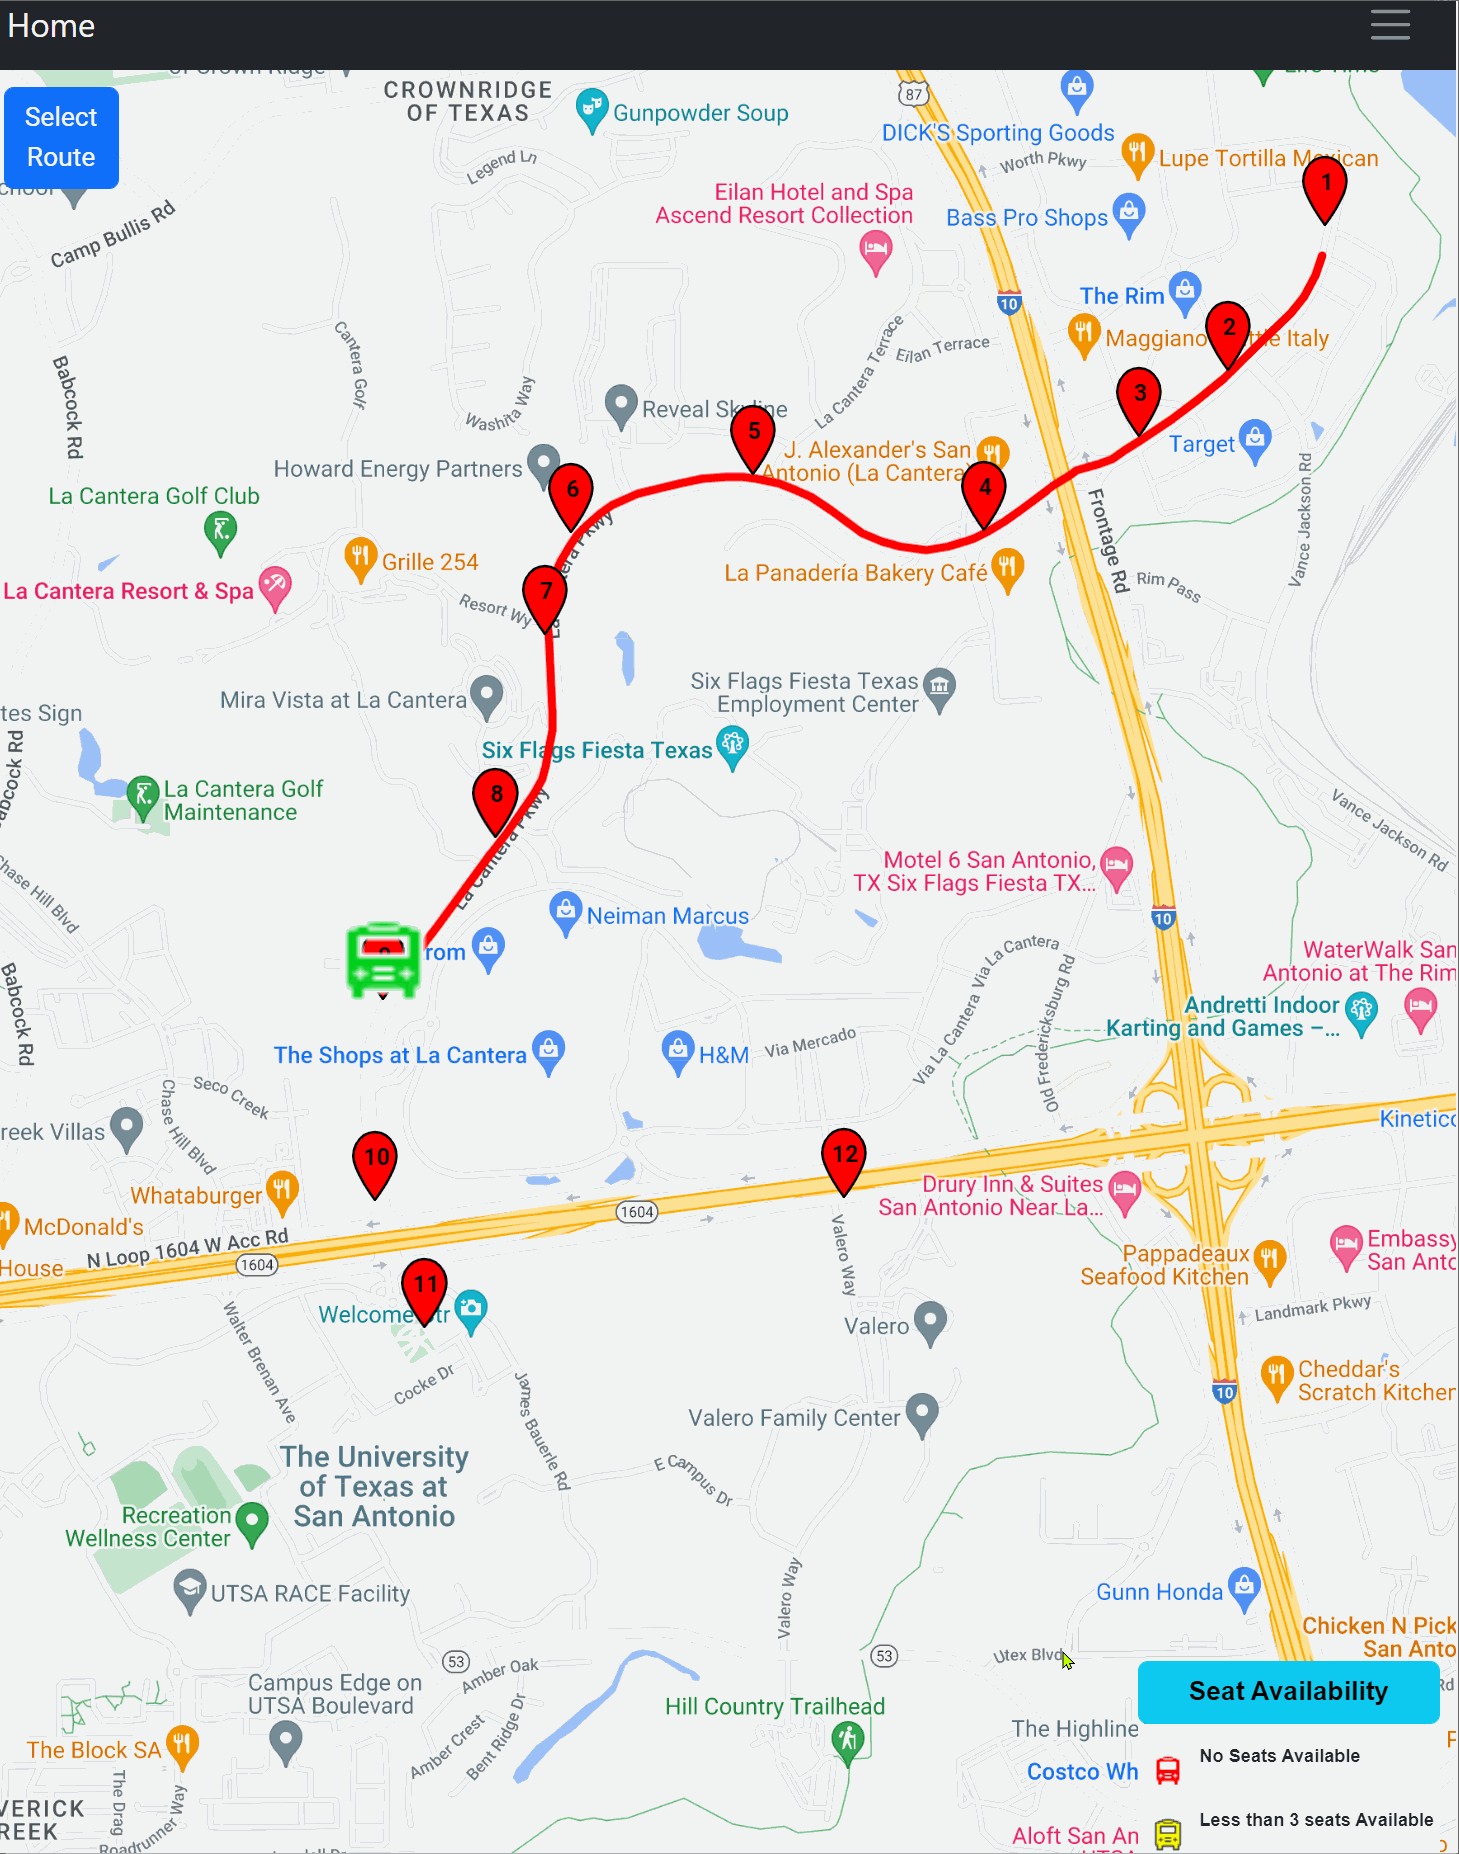 Home
Select
Route
CROWNRIDGE
OF TEXAS
Gunpowder Soup
87
DICK'S Sporting Goods
Legend Ln
Worth Pkwy
Lupe Tortilla Mexican
1
Eilan Hotel and Spa
Ascend Resort Collection
Bass Pro Shops
Camp Bullis Rd
The Rim
10
2
Maggiano
Italy
Cantera Golf
La Cantera Terrace
Eilan Terrace
Babcock Rd
Washita Way
3
Reveal Skyline
5
Target
J. Alexander's San
Antonio (La Cantera)
Howard Energy Partners
6
4
La Cantera Golf Club
Frontage Rd
Vance Jackson Rd
Grille 254
La Panadería Bakery Café
Rim Pass
La Cantera Resort & Spa
7
Resort Wy
Mira Vista at La Cantera
Six Flags Fiesta Texas
Employment Center
tes Sign
Six Flags Fiesta Texas
Babcock Rd
8
La Cantera Golf
Maintenance
La Cantera Pkwy
Vance Jackson Rd
Motel 6 San Antonio,
TX Six Flags Fiesta TX...
Chase Hill Blvd
Neiman Marcus
10
rom
Via La Cantera
Via La Cantera
WaterWalk San
Antonio at The Rim
Babcock Rd
Old Fredericksburg Rd
Andretti Indoor
Karting and Games –...
The Shops at La Cantera
H&M
Via Mercado
Seco Creek
Chase Hill Blvd
reek Villas
Kinetico
10
12
Whataburger
Drury Inn & Suites
San Antonio Near La...
1604
McDonald's
N Loop 1604 W Acc Rd
House
1604
Valero Way
Pappadeaux
Seafood Kitchen
Embassy
San Anto
11
Welcome
Valero
Landmark Pkwy
Walter Brenan Ave
Cocke Dr
James Bauerle Rd
Cheddar's
Scratch Kitchen
10
Valero Family Center
The University
of Texas at
San Antonio
E Campus Dr
Recreation
Wellness Center
UTSA RACE Facility
Valero Way
Gunn Honda
Chicken N Pick
San Anto
53
53
Utex Blvd
Amber Oak
Campus Edge on
UTSA Boulevard
Seat Availability
Rd
Hill Country Trailhead
Amber Crest
Bent Ridge Dr
The Highline
The Block SA
No Seats Available
Costco Wh
The Drag
VERICK
REEK
Roadrunner Way
Less than 3 seats Available
Aloft San An